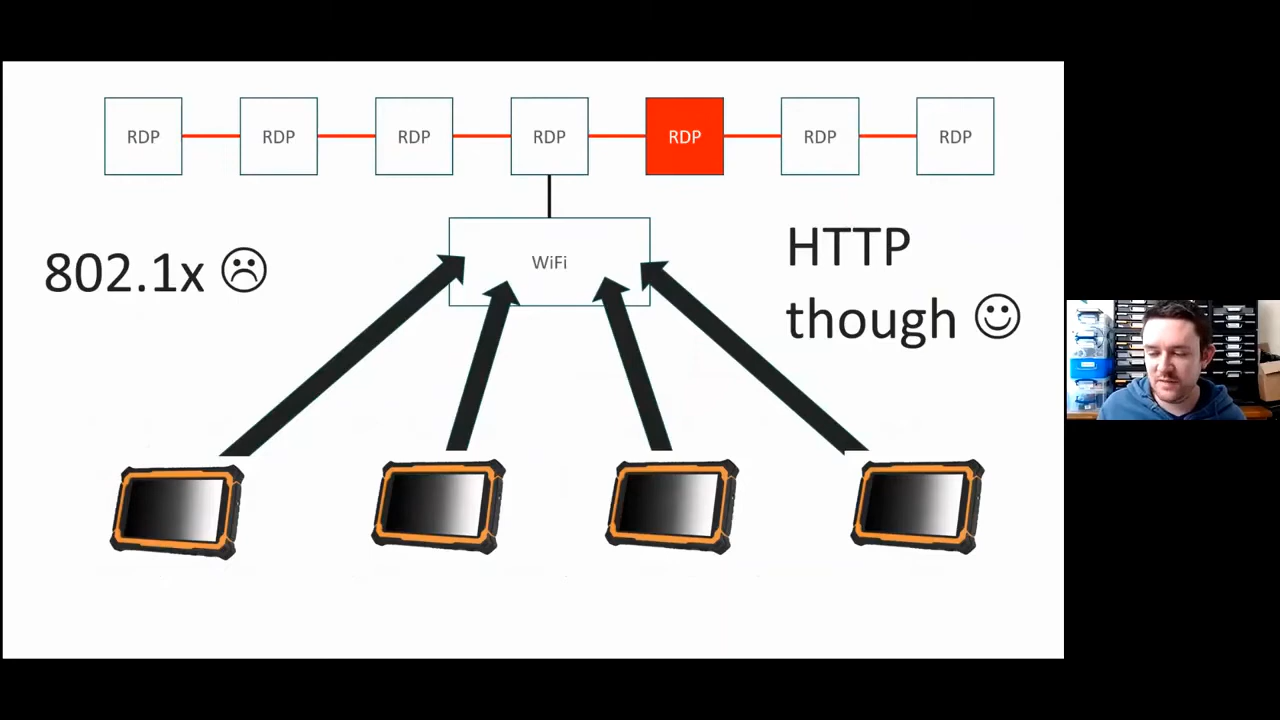 RDP RDP RDP RDP RDP RDP RDP
802.1x ☹
WiFi
HTTP
though ☺